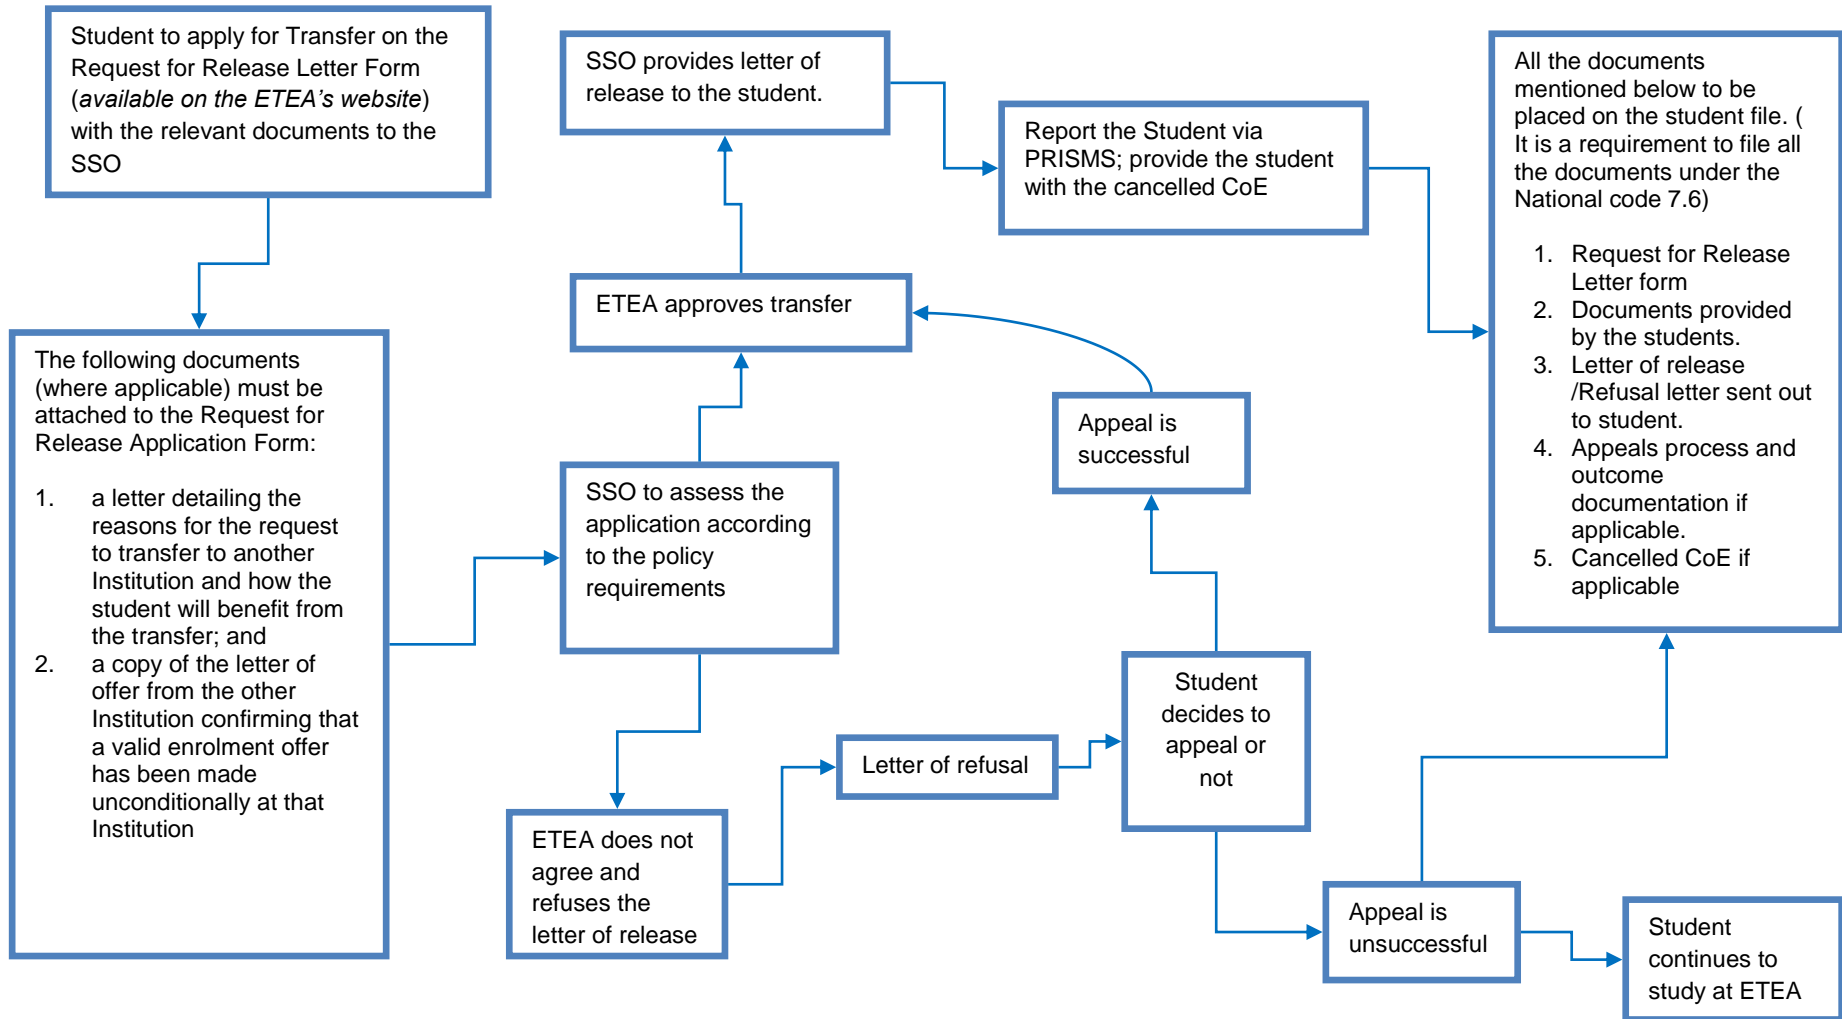 Student to apply for Transfer on the
Request for Release Letter Form
(available on the ETEA’s website)
with the relevant documents to the
SSO
The following documents
(where applicable) must be
attached to the Request for
Release Application Form:
1. a letter detailing the
reasons for the request
to transfer to another
Institution and how the
student will benefit from
the transfer; and
2. a copy of the letter of
offer from the other
Institution confirming that
a valid enrolment offer
has been made
unconditionally at that
Institution
SSO to assess the
application according
to the policy
requirements
ETEA approves transfer
SSO provides letter of
release to the student.
Report the Student via
PRISMS; provide the student
with the cancelled CoE
All the documents
mentioned below to be
placed on the student file. (
It is a requirement to file all
the documents under the
National code 7.6)
1. Request for Release
Letter form
2. Documents provided
by the students.
3. Letter of release
/Refusal letter sent out
to student.
4. Appeals process and
outcome
documentation if
applicable.
5. Cancelled CoE if
applicable
ETEA does not
agree and
refuses the
letter of release
Letter of refusal
Student
decides to
appeal or
not
Appeal is
successful
Appeal is
unsuccessful
Student
continues to
study at ETEA